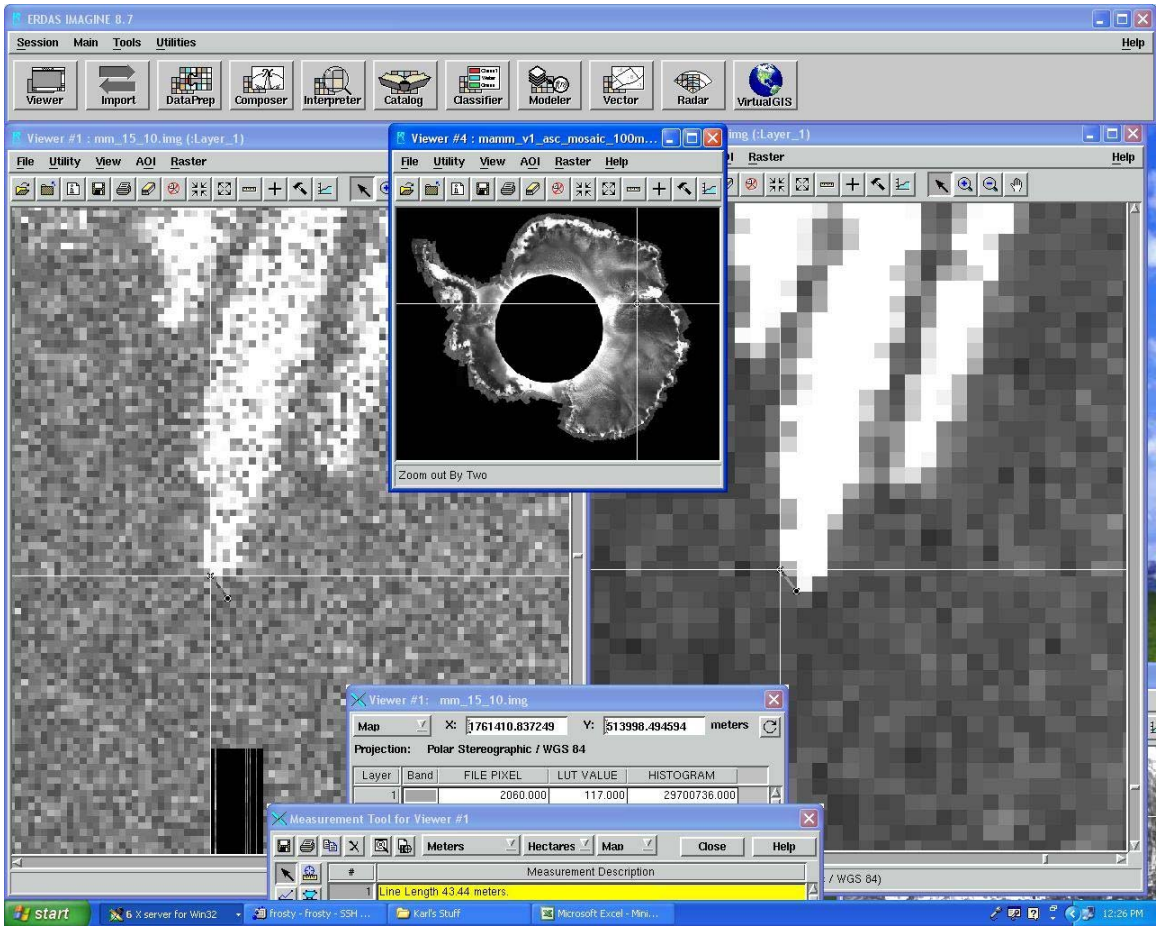 ERDAS IMAGINE 8.7
Session Main Tools Utilities Help
Viewer Import DataPrep Composer Interpreter Catalog Classifier Modeler Vector Radar VirtualGIS
Viewer #1 : mm_15_10.img (:Layer_1)
File Utility View AOI Raster
Viewer #4 : mamm_v1_asc_mosaic_100m...
File Utility View AOI Raster Help
Zoom out By Two
img (:Layer_1)
Raster Help
Viewer #1: mm_15_10.img
Map X: 1761410.837249 Y: 513998.494594 meters
Projection: Polar Stereographic / WGS 84
Layer Band FILE PIXEL LUT VALUE HISTOGRAM
1 2060.000 117.000 29700736.000
Measurement Tool for Viewer #1
Meters Hectares Map Close Help
# Measurement Description
1 Line Length 43.44 meters.
/ WGS 84)
start 6 X server for Win32 frosty - frosty - SSH ... Karl's Stuff Microsoft Excel - Mini... 12:26 PM